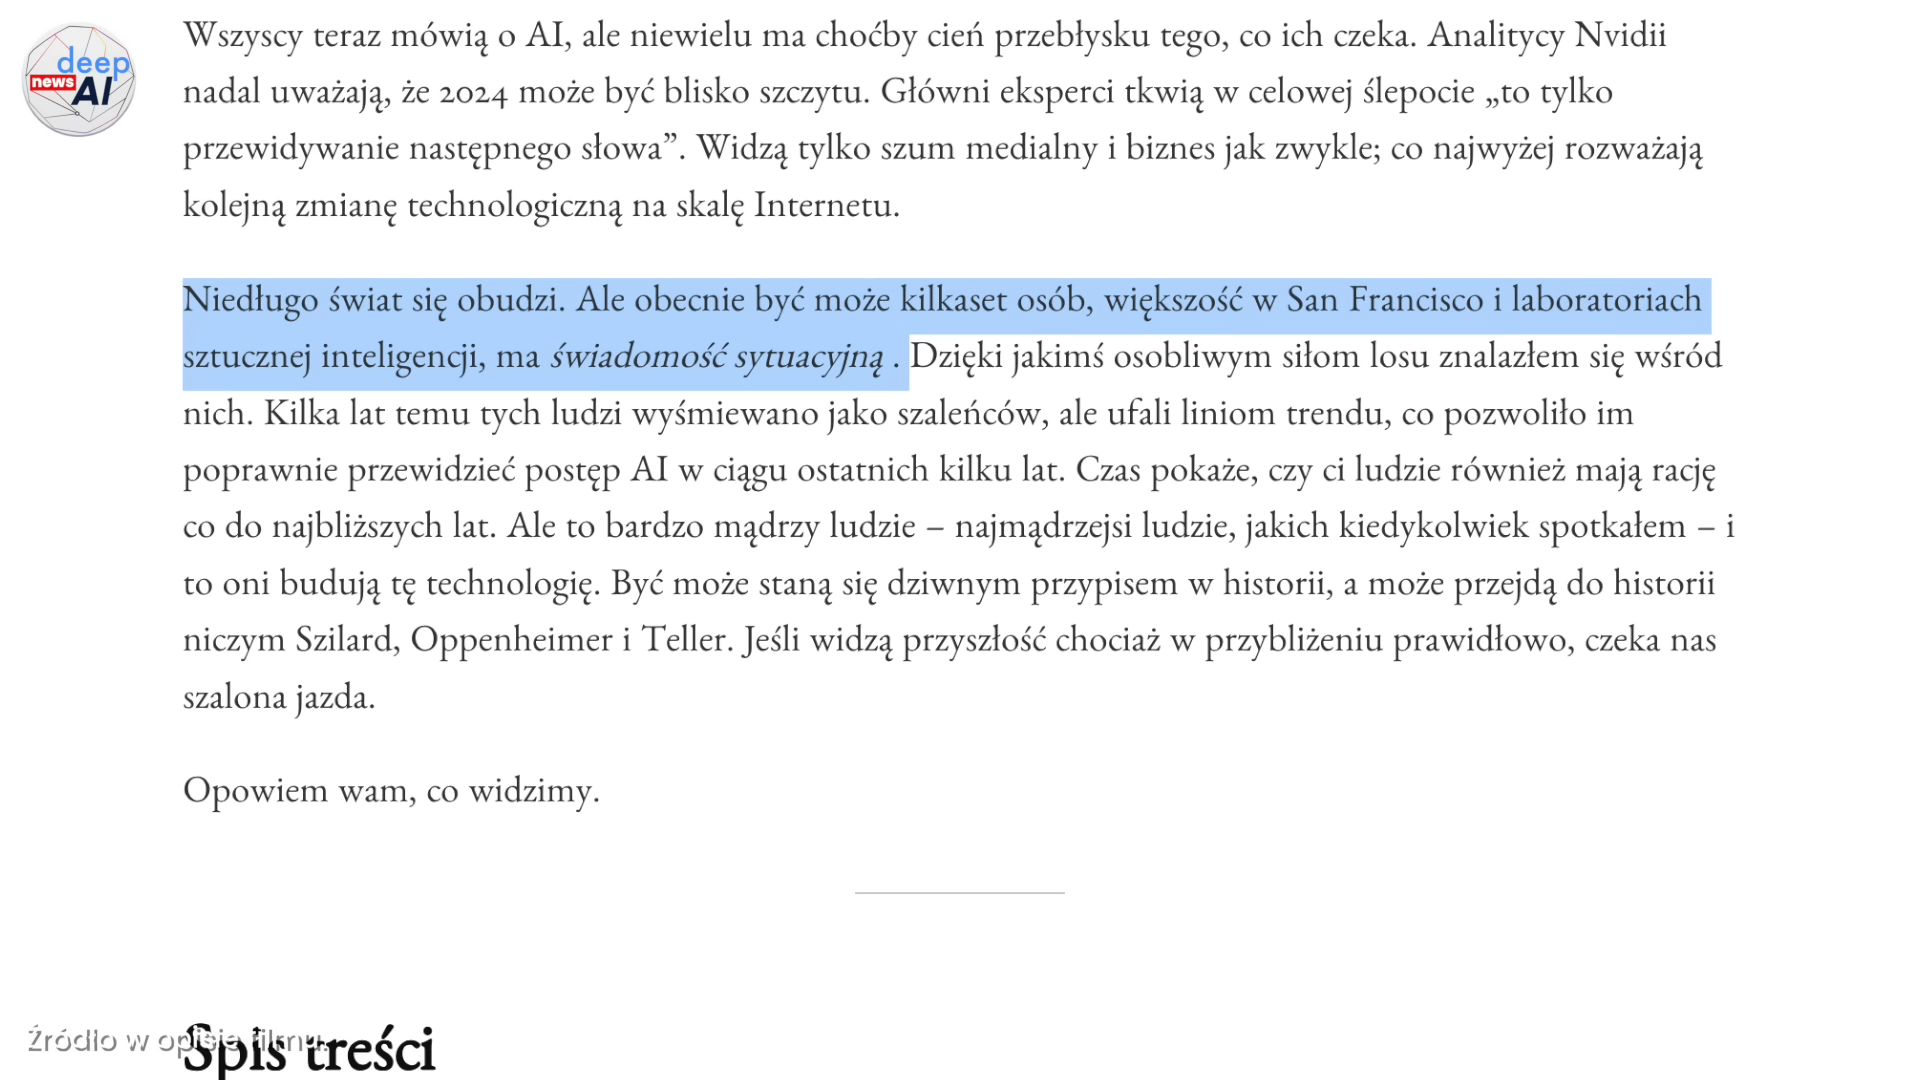 deep
news
AI
Wszyscy teraz mówią o AI, ale niewielu ma choćby cień przebłysku tego, co ich czeka. Analitycy Nvidii
nadal uważają, że 2024 może być blisko szczytu. Główni eksperci tkwią w celowej ślepocie „to tylko
przewidywanie następnego słowa”. Widzą tylko szum medialny i biznes jak zwykle; co najwyżej rozważają
kolejną zmianę technologiczną na skalę Internetu.
Niedługo świat się obudzi. Ale obecnie być może kilkaset osób, większość w San Francisco i laboratoriach
sztucznej inteligencji, ma świadomość sytuacyjną . Dzięki jakimś osobliwym siłom losu znalazłem się wśród
nich. Kilka lat temu tych ludzi wyśmiewano jako szaleńców, ale ufali liniom trendu, co pozwoliło im
poprawnie przewidzieć postęp AI w ciągu ostatnich kilku lat. Czas pokaże, czy ci ludzie również mają rację
co do najbliższych lat. Ale to bardzo mądrzy ludzie – najmądrzejsi ludzie, jakich kiedykolwiek spotkałem – i
to oni budują tę technologię. Być może staną się dziwnym przypisem w historii, a może przejdą do historii
niczym Szilard, Oppenheimer i Teller. Jeśli widzą przyszłość chociaż w przybliżeniu prawidłowo, czeka nas
szalona jazda.
Opowiem wam, co widzimy.
Spis treści
Źródło w opisie filmu.